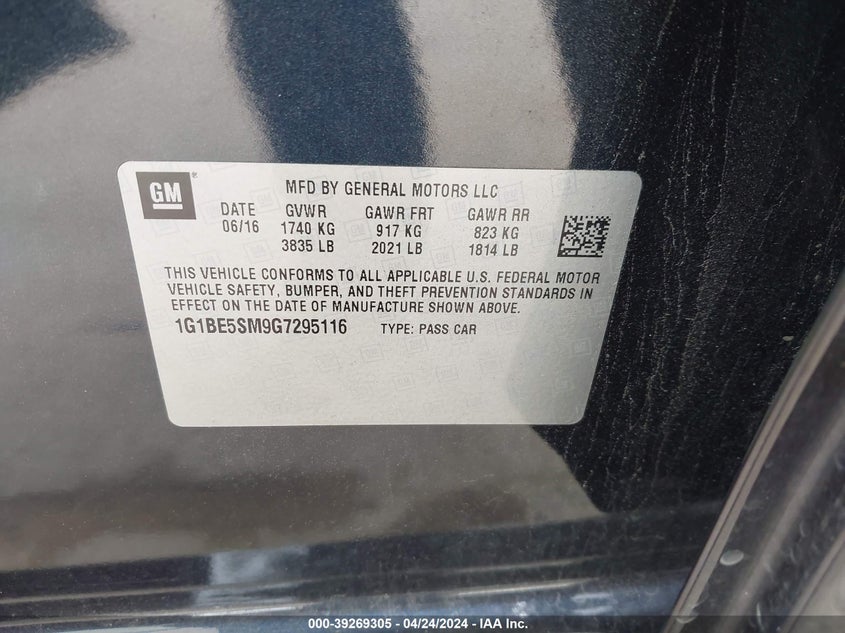 GM®
MFD BY GENERAL MOTORS LLC
DATE GVWR GAWR FRT GAWR RR
06/16 1740 KG 917 KG 823 KG
3835 LB 2021 LB 1814 LB
THIS VEHICLE CONFORMS TO ALL APPLICABLE U.S. FEDERAL MOTOR
VEHICLE SAFETY, BUMPER, AND THEFT PREVENTION STANDARDS IN
EFFECT ON THE DATE OF MANUFACTURE SHOWN ABOVE.
1G1BE5SM9G7295116 TYPE: PASS CAR
000-39269305 / 04/24/2024 - IAA Inc.